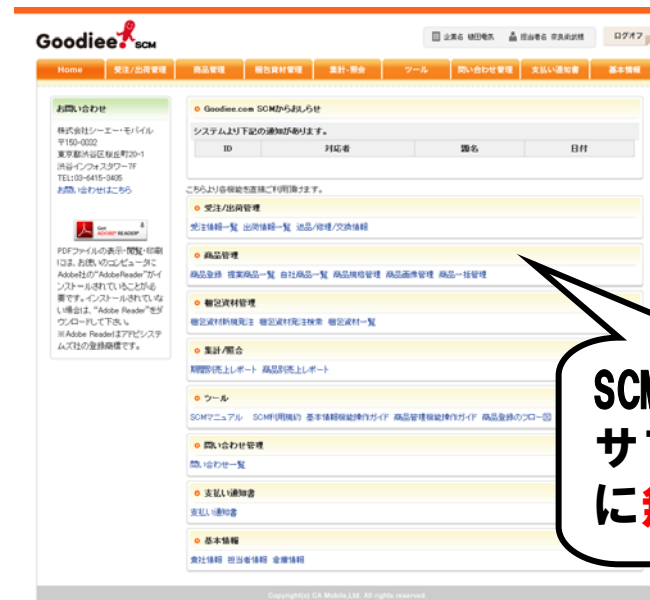 Goodiee SCM
企業名 植田電気 担当者名 奈良武雄様 ログオフ
Home 受注/出荷管理 商品管理 梱包資材管理 集計・照会 ツール 問い合わせ管理 支払い通知書 基本情報
お問い合わせ
株式会社シーエー・モバイル
〒150-0002
東京都渋谷区桜丘町20-1
渋谷インフォスタワー7F
TEL:03-6415-3405
お問い合わせはこちら
Get
ADOBE® READER®
PDFファイルの表示・閲覧・印刷
には、お使いのコンピュータに
Adobe社の"AdobeReader"がイ
ンストールされていることが必
要です。インストールされていな
い場合は、"Adobe Reader"をダ
ウンロードして下さい。
※Adobe Readerはアドビシステ
ムズ社の登録商標です。
Goodiee.com SCMからおしらせ
システムより下記の通知があります。
ID 対応者 題名 日付
こちらより各機能を直接ご利用頂けます。
受注/出荷管理
受注情報一覧 出荷情報一覧 返品/修理/交換情報
商品管理
商品登録 提案商品一覧 自社商品一覧 商品規格管理 商品画像管理 商品一括管理
梱包資材管理
梱包資材新規発注 梱包資材発注検索 梱包資材一覧
集計/照会
期間別売上レポート 商品別売上レポート
ツール
SCMマニュアル SCM利用規約 基本情報機能操作ガイド 商品管理機能操作ガイド 商品登録のフロー図
問い合わせ管理
問い合わせ一覧
支払い通知書
支払い通知書
基本情報
貴社情報 担当者情報 倉庫情報
SCM
サ
に
Copyright(c) CA Mobile,Ltd. All rights reserved.